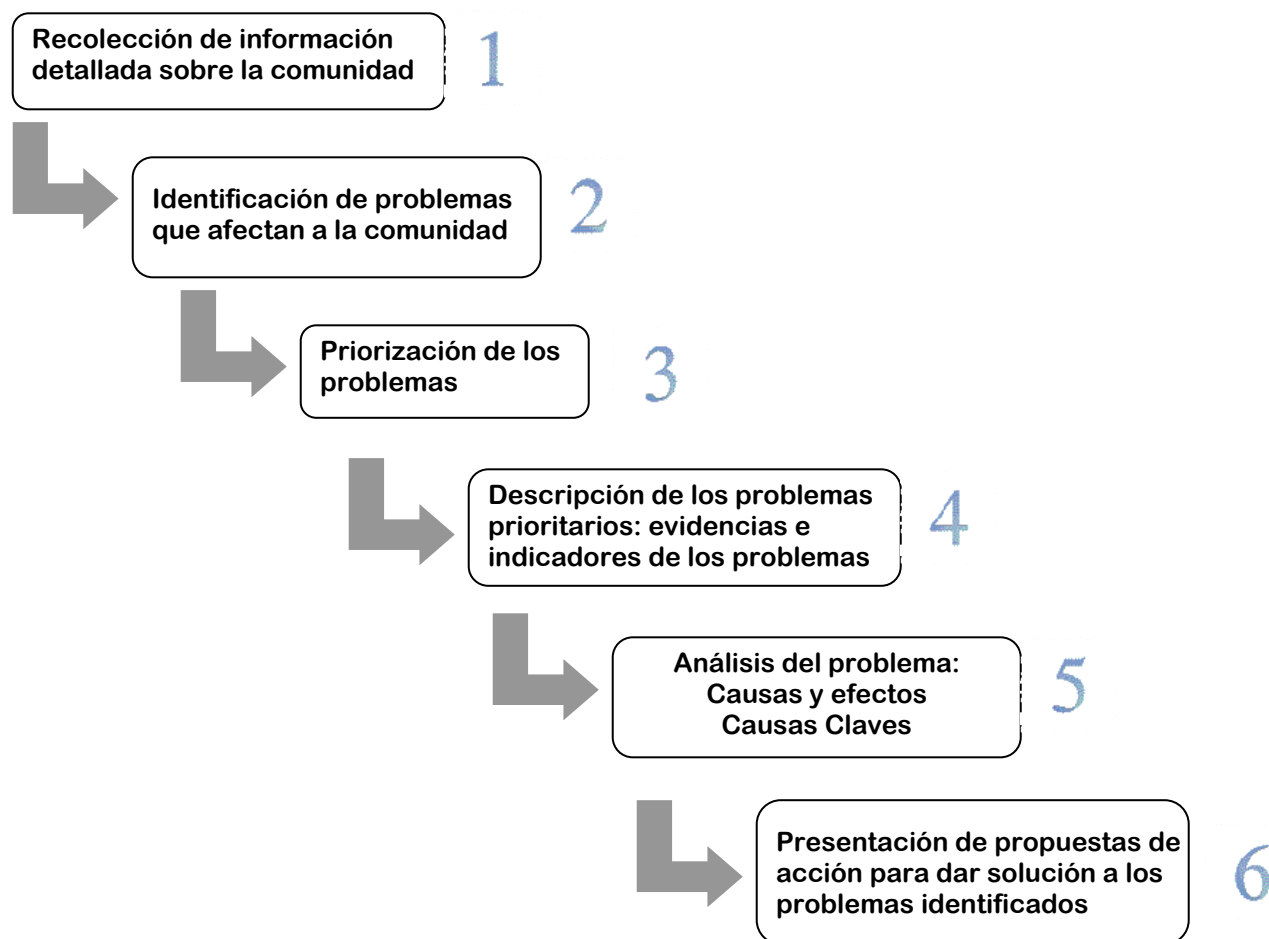 Recolección de información
detallada sobre la comunidad
1
Identificación de problemas
que afectan a la comunidad
2
Priorización de los
problemas
3
Descripción de los problemas
prioritarios: evidencias e
indicadores de los problemas
4
Análisis del problema:
Causas y efectos
Causas Claves
5
Presentación de propuestas de
acción para dar solución a los
problemas identificados
6